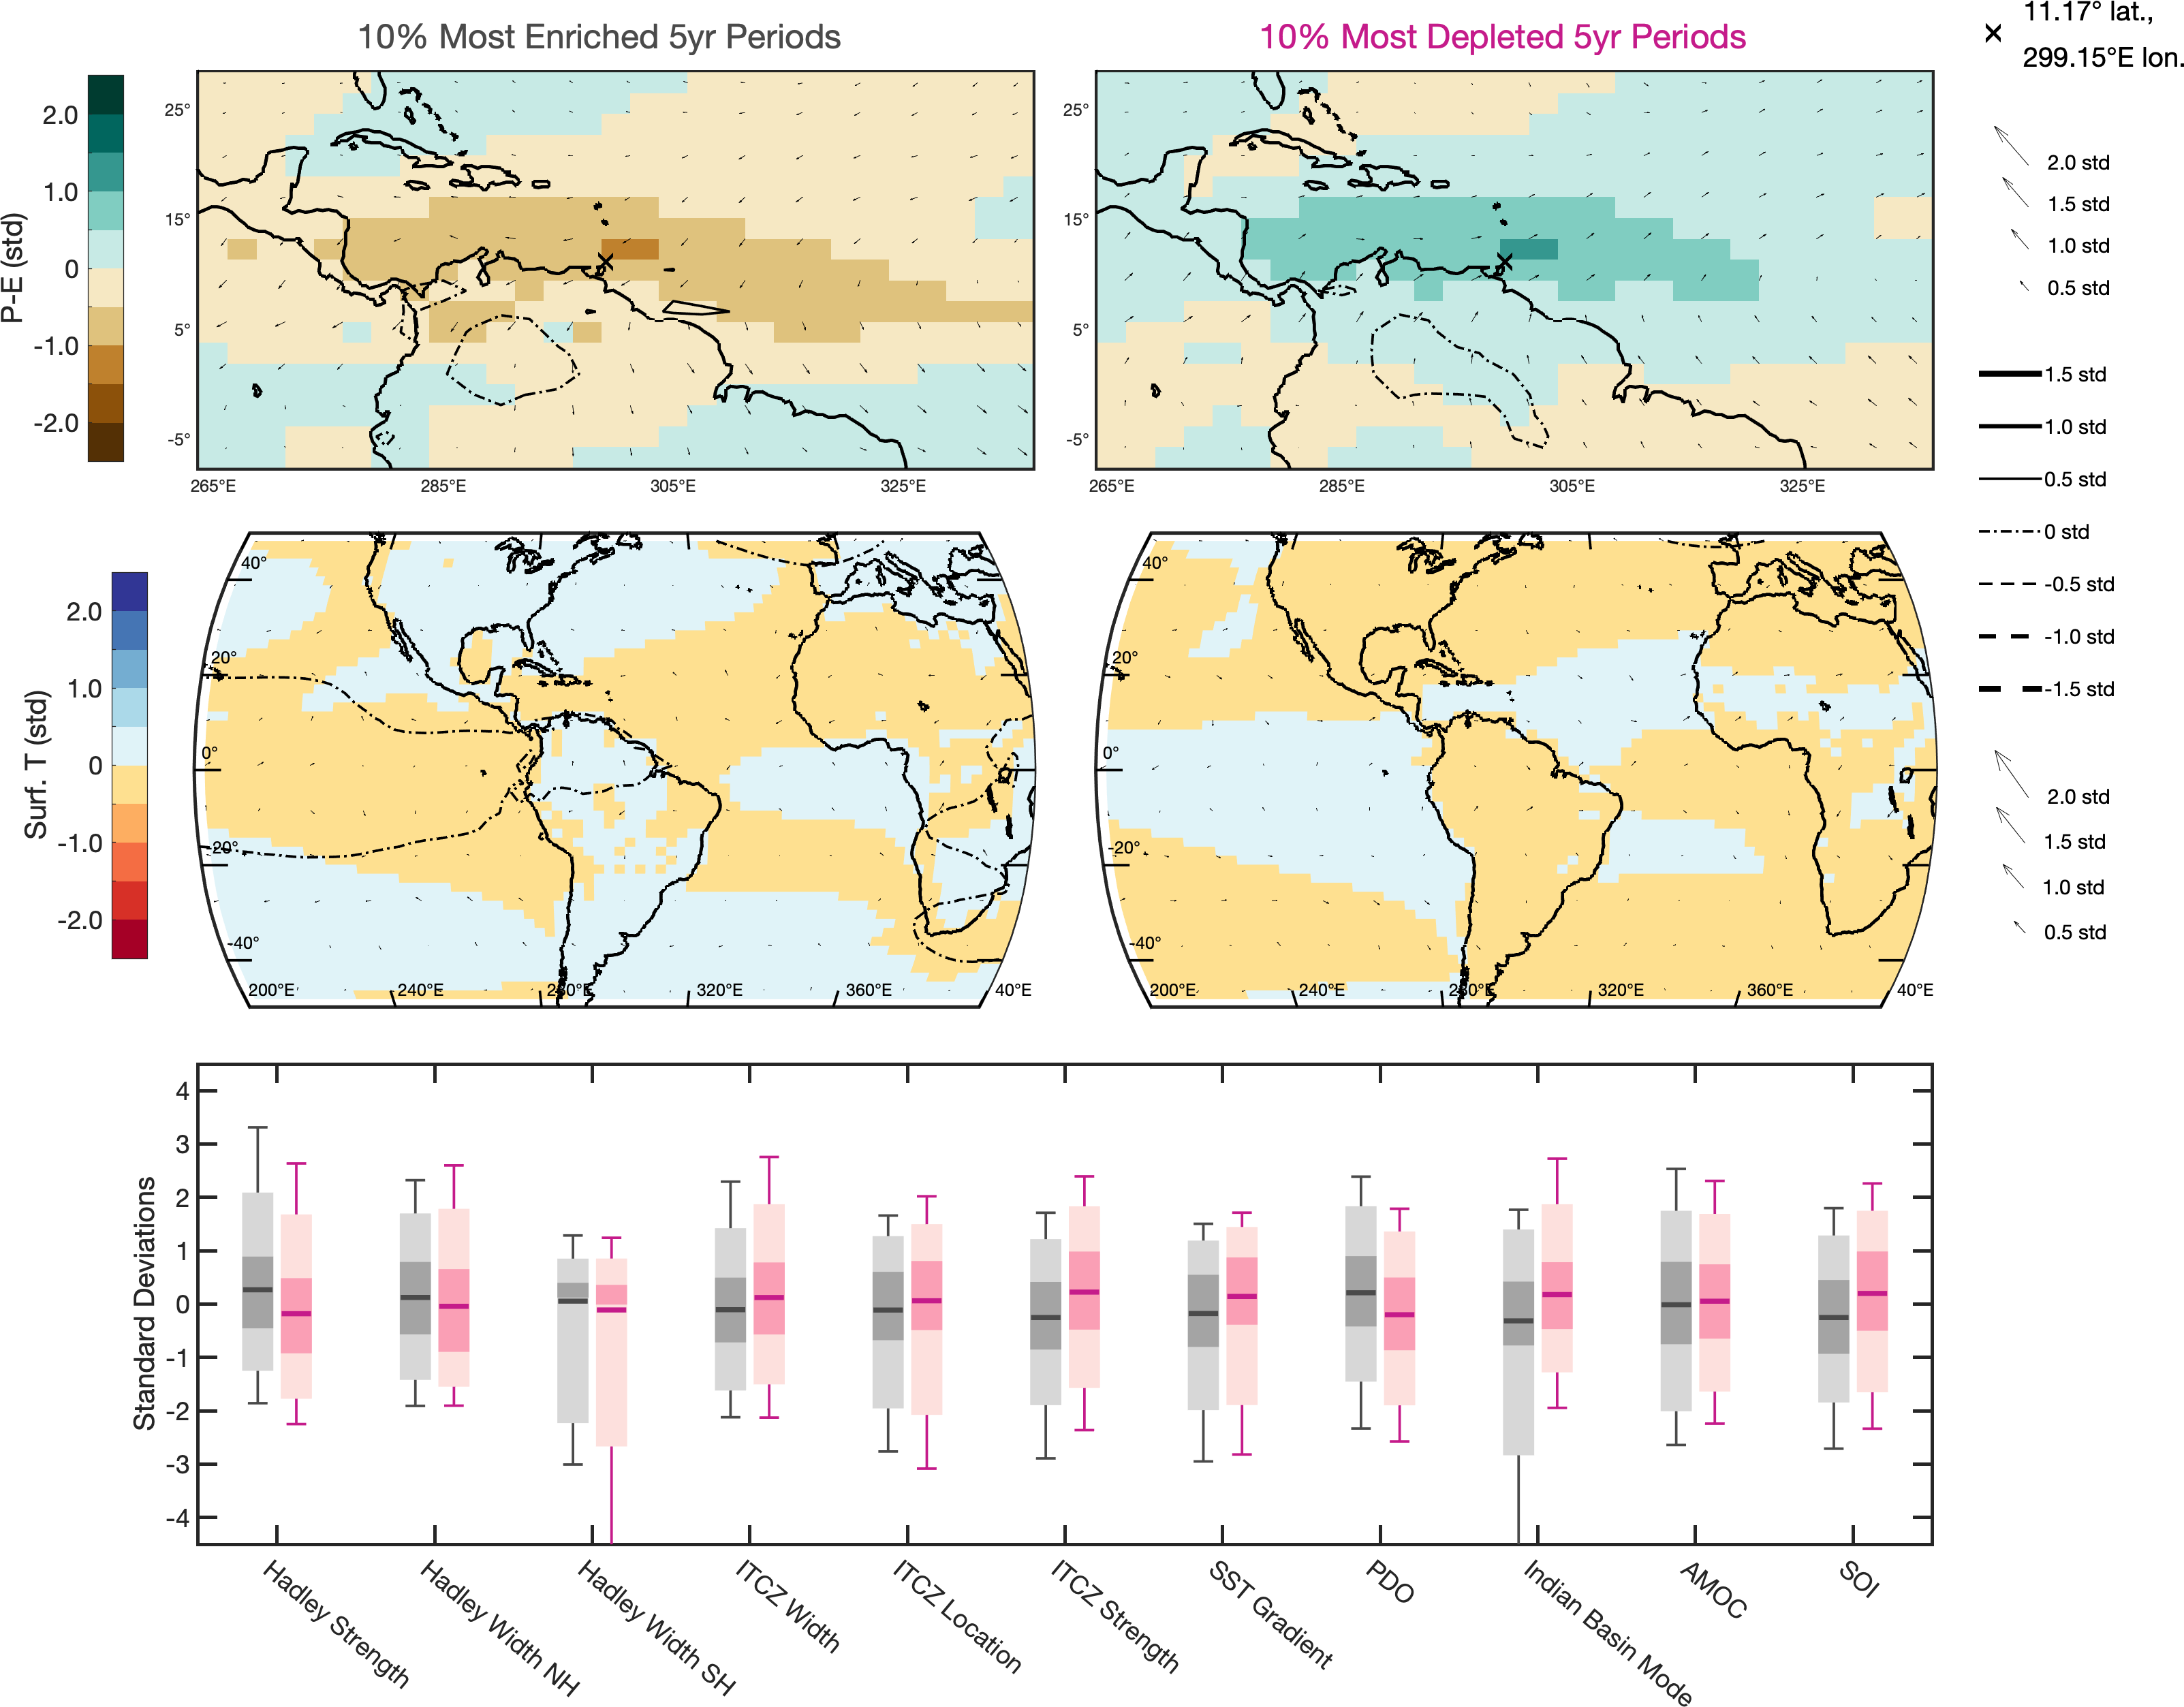 10% Most Enriched 5yr Periods
10% Most Depleted 5yr Periods
11.17° lat.,
299.15°E lon.
P-E (std)
2.0
1.0
0
-1.0
-2.0
25°
15°
5°
-5°
265°E
285°E
305°E
325°E
25°
15°
5°
-5°
265°E
285°E
305°E
325°E
2.0 std
1.5 std
1.0 std
0.5 std
1.5 std
1.0 std
0.5 std
0 std
-0.5 std
-1.0 std
-1.5 std
Surf. T (std)
2.0
1.0
0
-1.0
-2.0
40°
20°
0°
-20°
-40°
200°E
240°E
280°E
320°E
360°E
40°E
40°
20°
0°
-20°
-40°
200°E
240°E
280°E
320°E
360°E
40°E
2.0 std
1.5 std
1.0 std
0.5 std
Standard Deviations
4
3
2
1
0
-1
-2
-3
-4
Hadley Strength
Hadley Width NH
Hadley Width SH
ITCZ Width
ITCZ Location
ITCZ Strength
SST Gradient
PDO
Indian Basin Mode
AMOC
SOI